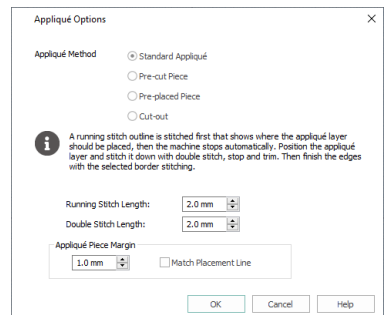 Appliqué Options
Appliqué Method
Standard Appliqué
Pre-cut Piece
Pre-placed Piece
Cut-out
A running stitch outline is stitched first that shows where the appliqué layer
should be placed, then the machine stops automatically. Position the appliqué
layer and stitch it down with double stitch, stop and trim. Then finish the edges
with the selected border stitching.
Running Stitch Length: 2.0 mm
Double Stitch Length: 2.0 mm
Appliqué Piece Margin
1.0 mm Match Placement Line
OK Cancel Help